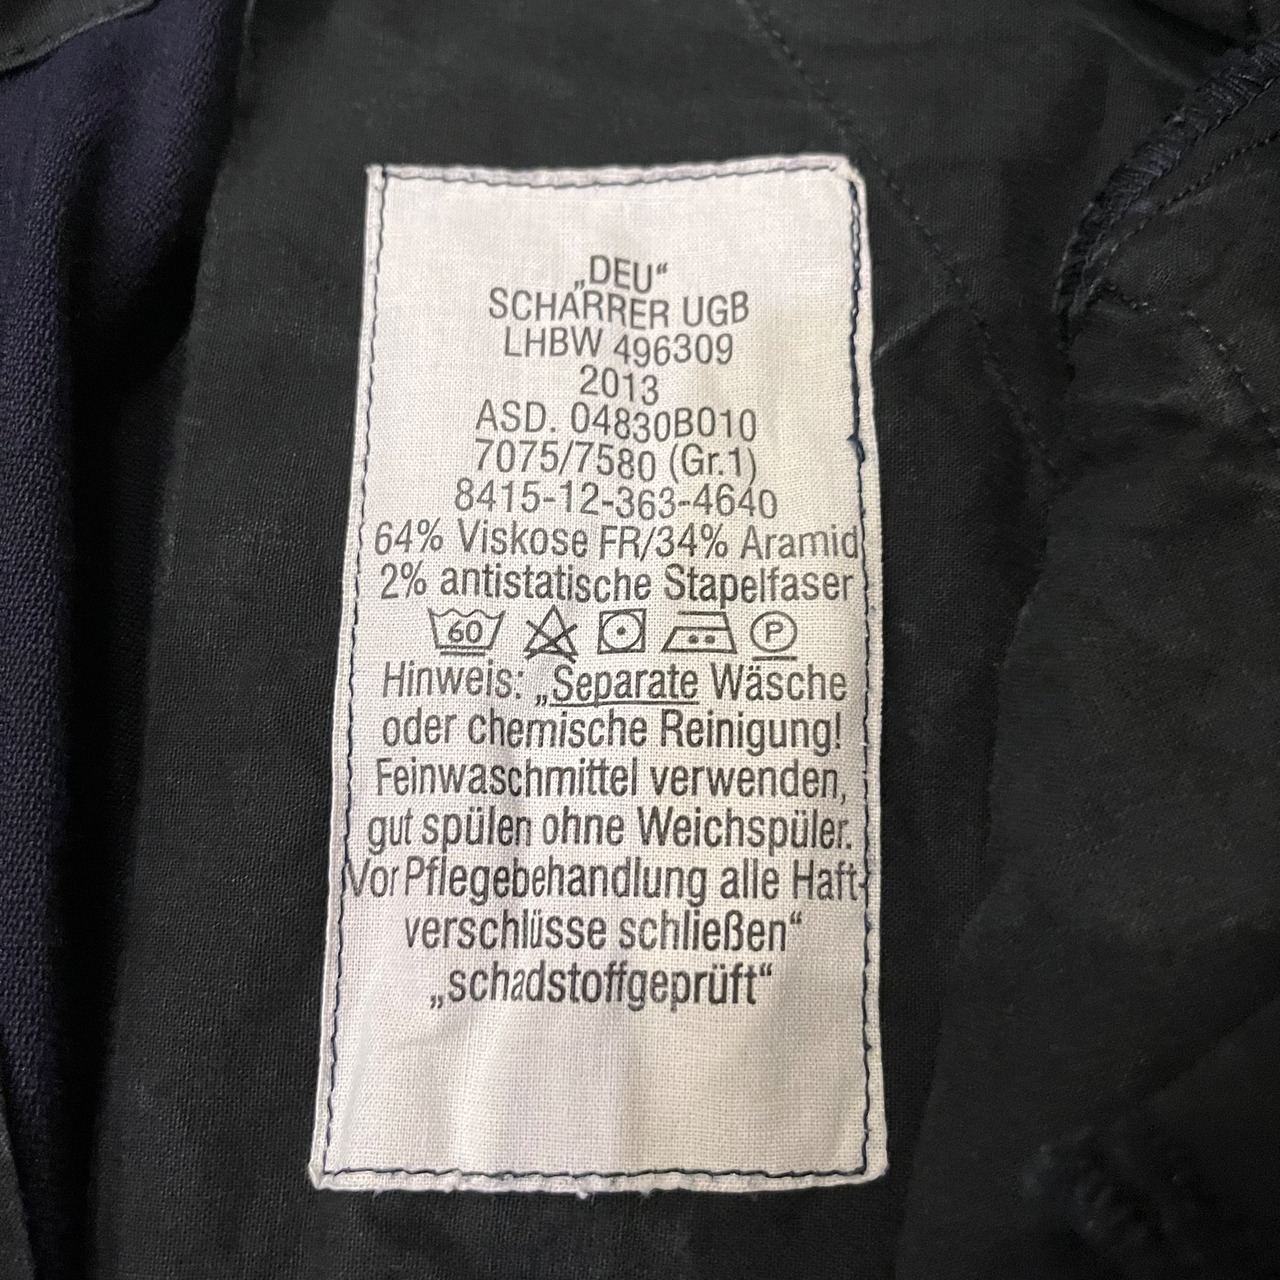 „DEU“
SCHARRER UGB
LHBW 496309
2013
ASD. 04830B010
7075/7580 (Gr.1)
8415-12-363-4640
64% Viskose FR/34% Aramid
2% antistatische Stapelfaser
60 P
Hinweis: „Separate Wäsche
oder chemische Reinigung!
Feinwaschmittel verwenden,
gut spülen ohne Weichspüler.
Vor Pflegebehandlung alle Haft-
verschlüsse schließen“
„schadstoffgeprüft“